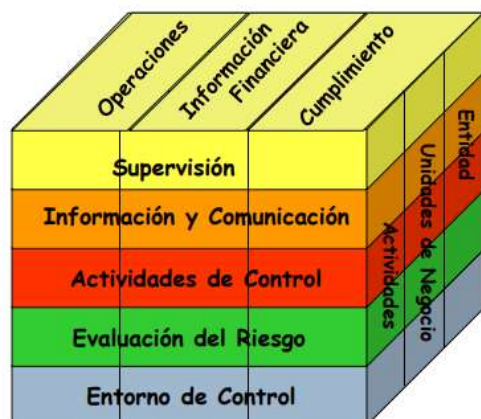 Operaciones
Información
Financiera
Cumplimiento
Supervisión
Información y Comunicación
Actividades de Control
Evaluación del Riesgo
Entorno de Control
Actividades
Unidades de Negocio
Entidad